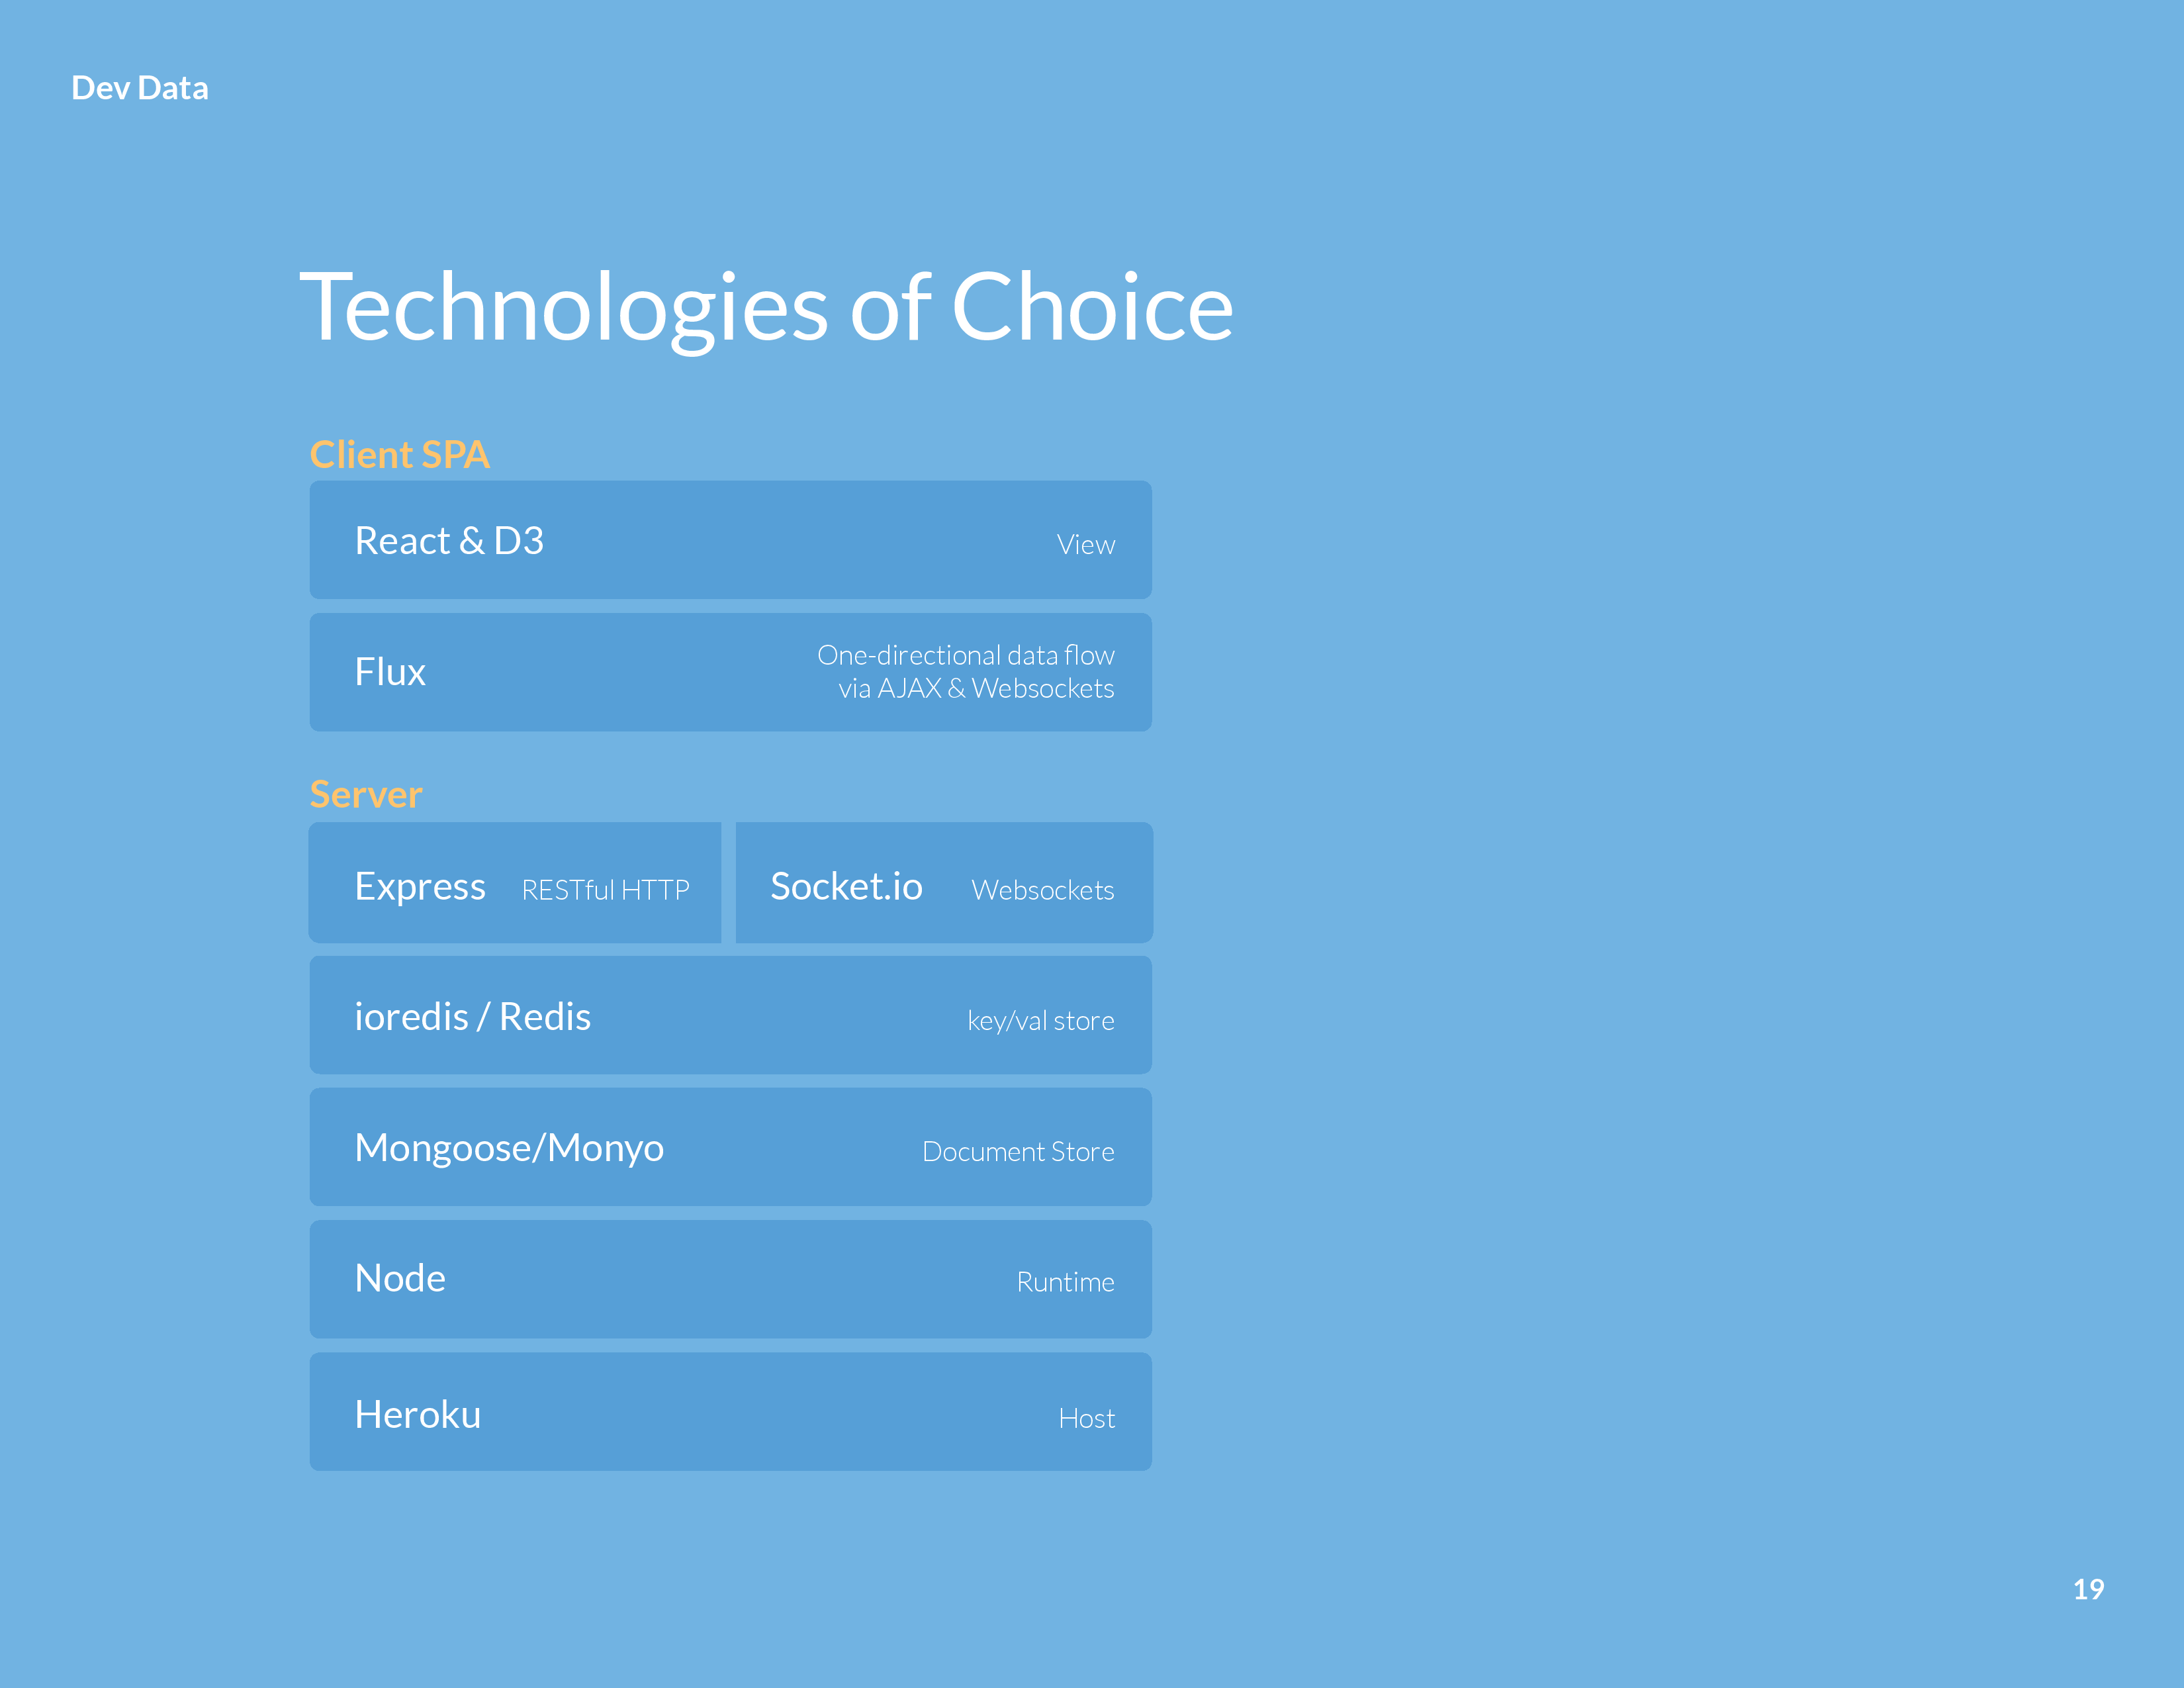 Dev Data
Technologies of Choice
Client SPA
React & D3 View
Flux One-directional data flow
via AJAX & Websockets
Server
Express RESTful HTTP Socket.io Websockets
ioredis / Redis key/val store
Mongoose/Monyo Document Store
Node Runtime
Heroku Host
19